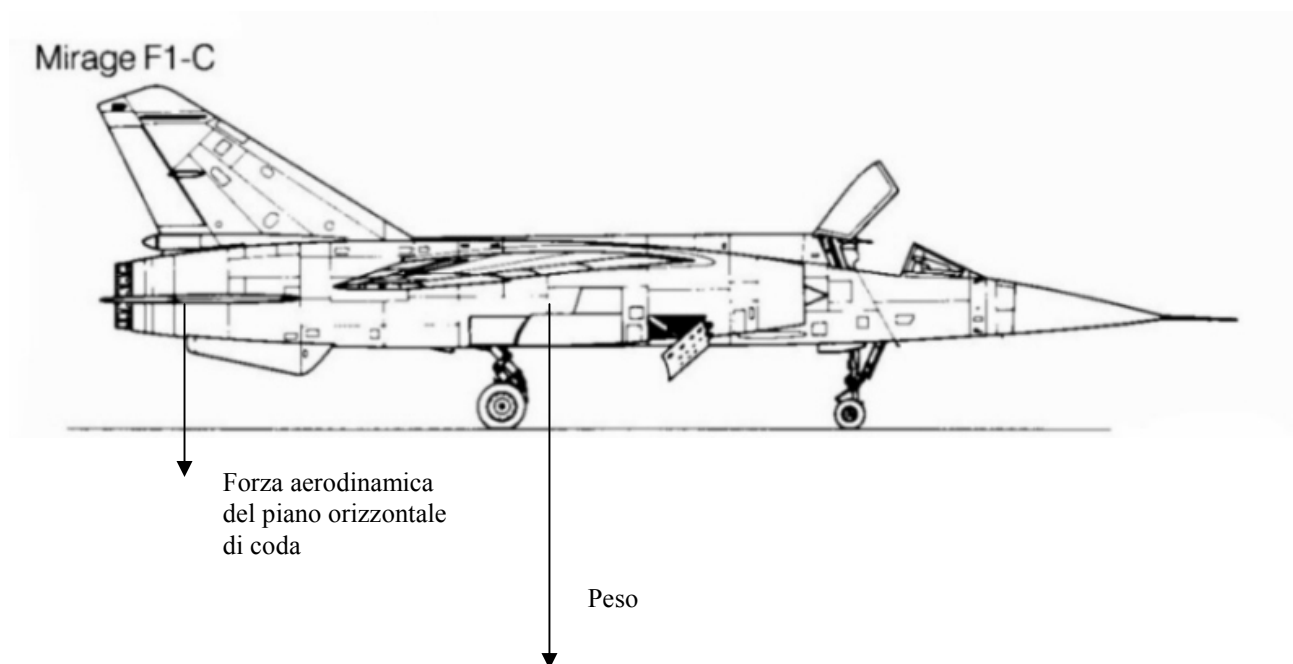 Mirage F1-C
Forza aerodinamica
del piano orizzontale
di coda
Peso